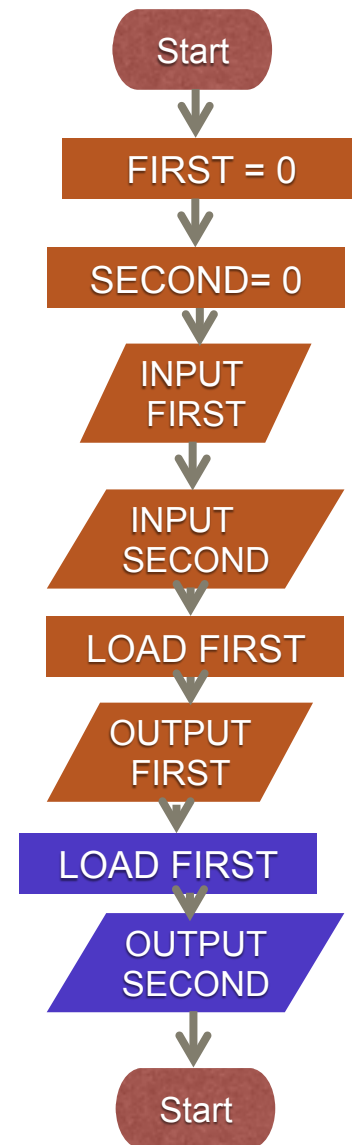 Start
FIRST = 0
SECOND= 0
INPUT
FIRST
INPUT
SECOND
LOAD FIRST
OUTPUT
FIRST
LOAD FIRST
OUTPUT
SECOND
Start